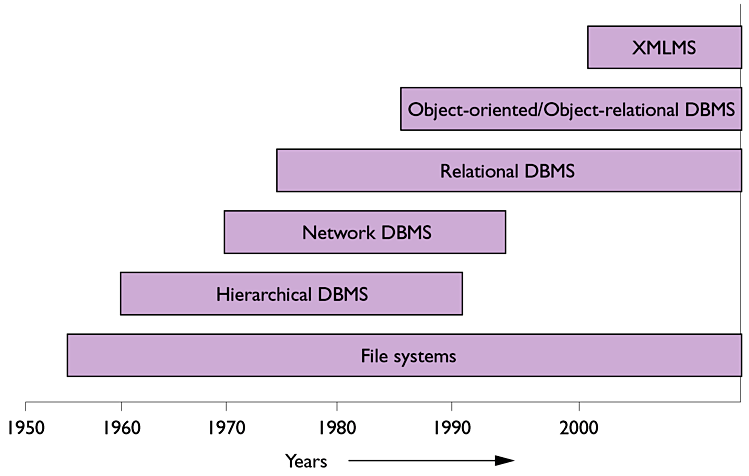 XMLMS
Object-oriented/Object-relational DBMS
Relational DBMS
Network DBMS
Hierarchical DBMS
File systems
1950 1960 1970 1980 1990 2000
Years